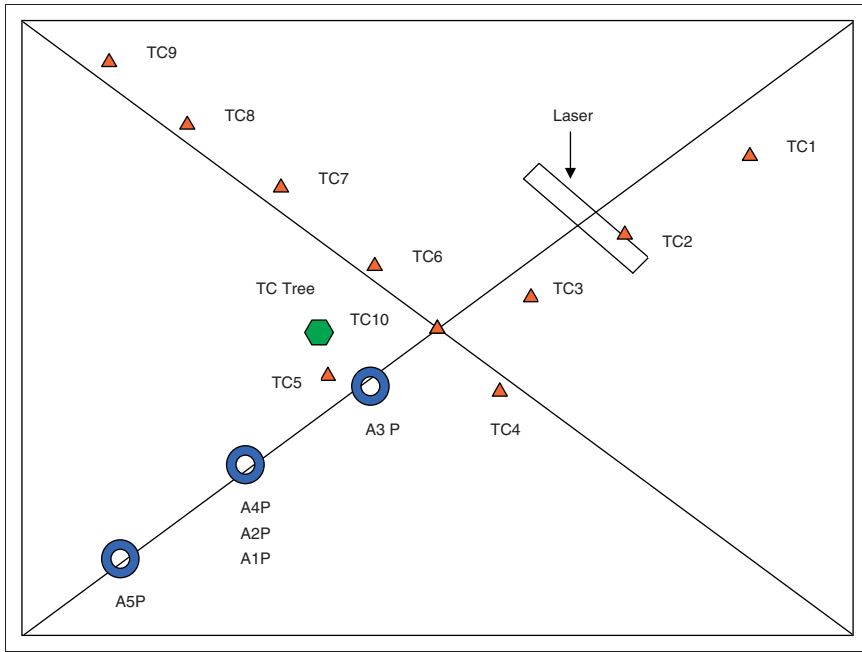 TC9
TC8
Laser
TC1
TC7
TC2
TC6
TC Tree
TC3
TC10
TC5
A3 P
TC4
A4P
A2P
A1P
A5P